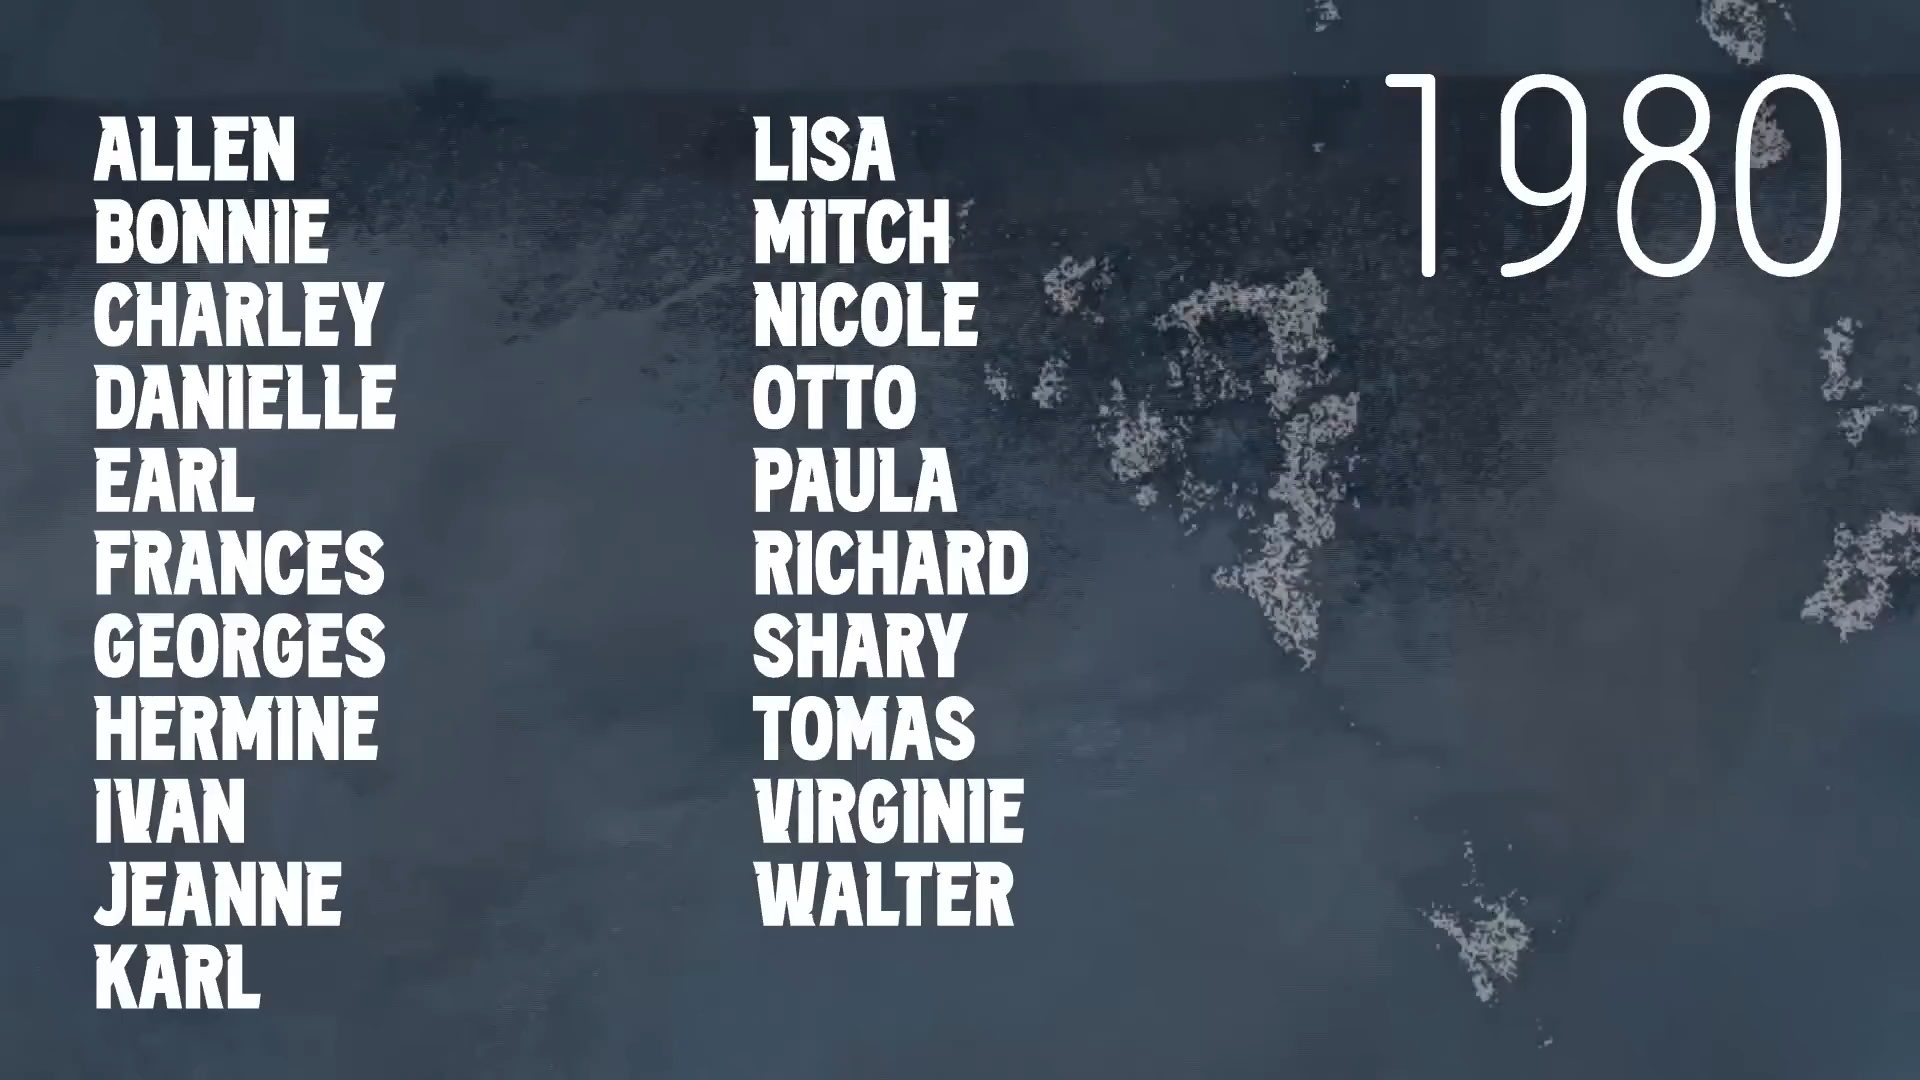 ALLEN
BONNIE
CHARLEY
DANIELLE
EARL
FRANCES
GEORGES
HERMINE
IVAN
JEANNE
KARL
LISA
MITCH
NICOLE
OTTO
PAULA
RICHARD
SHARY
TOMAS
VIRGINIE
WALTER
1980